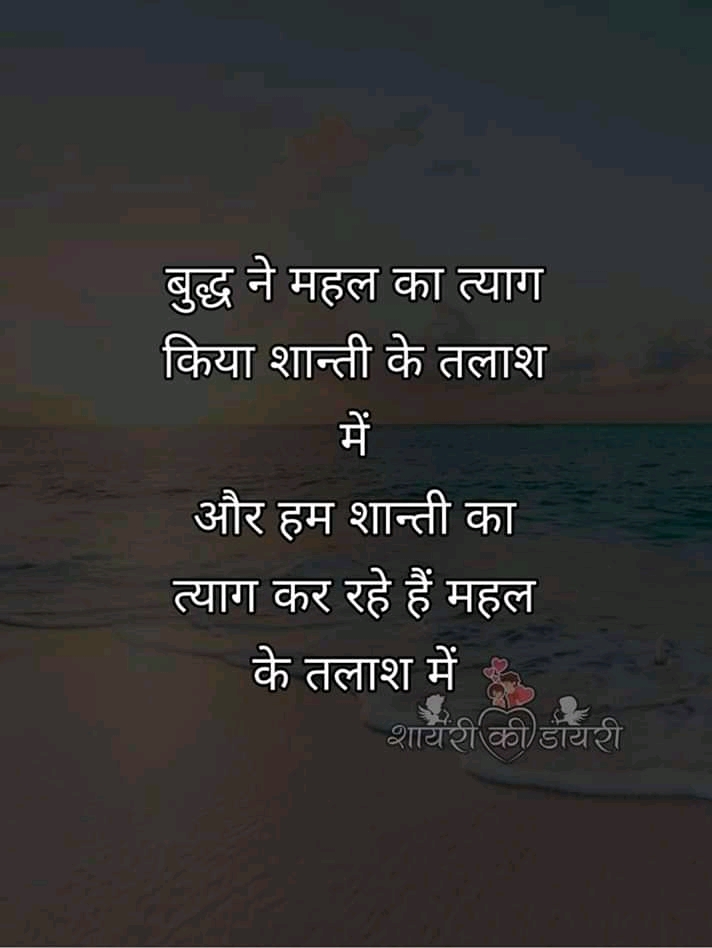 बुद्ध ने महल का त्याग
किया शान्ती के तलाश
में
और हम शान्ती का
त्याग कर रहे हैं महल
के तलाश में
शायरी की डायरी